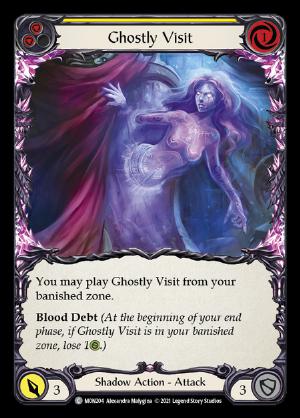 Ghostly Visit
1
You may play Ghostly Visit from your
banished zone.
Blood Debt (At the beginning of your end
phase, if Ghostly Visit is in your banished
zone, lose 1.)
3
Shadow Action - Attack
3
C MON204 Alexandra Malygina © 2021 Legend Story Studios